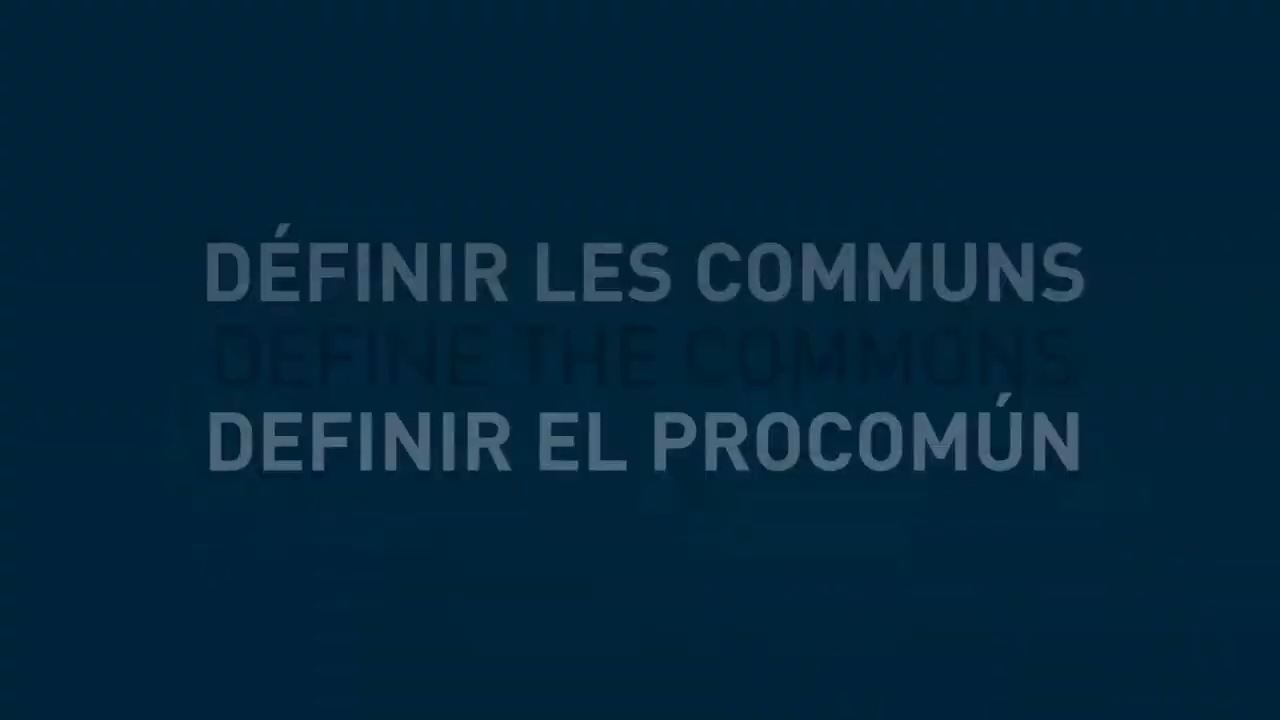 DÉFINIR LES COMMUNS
DEFINE THE COMMONS
DEFINIR EL PROCOMÚN